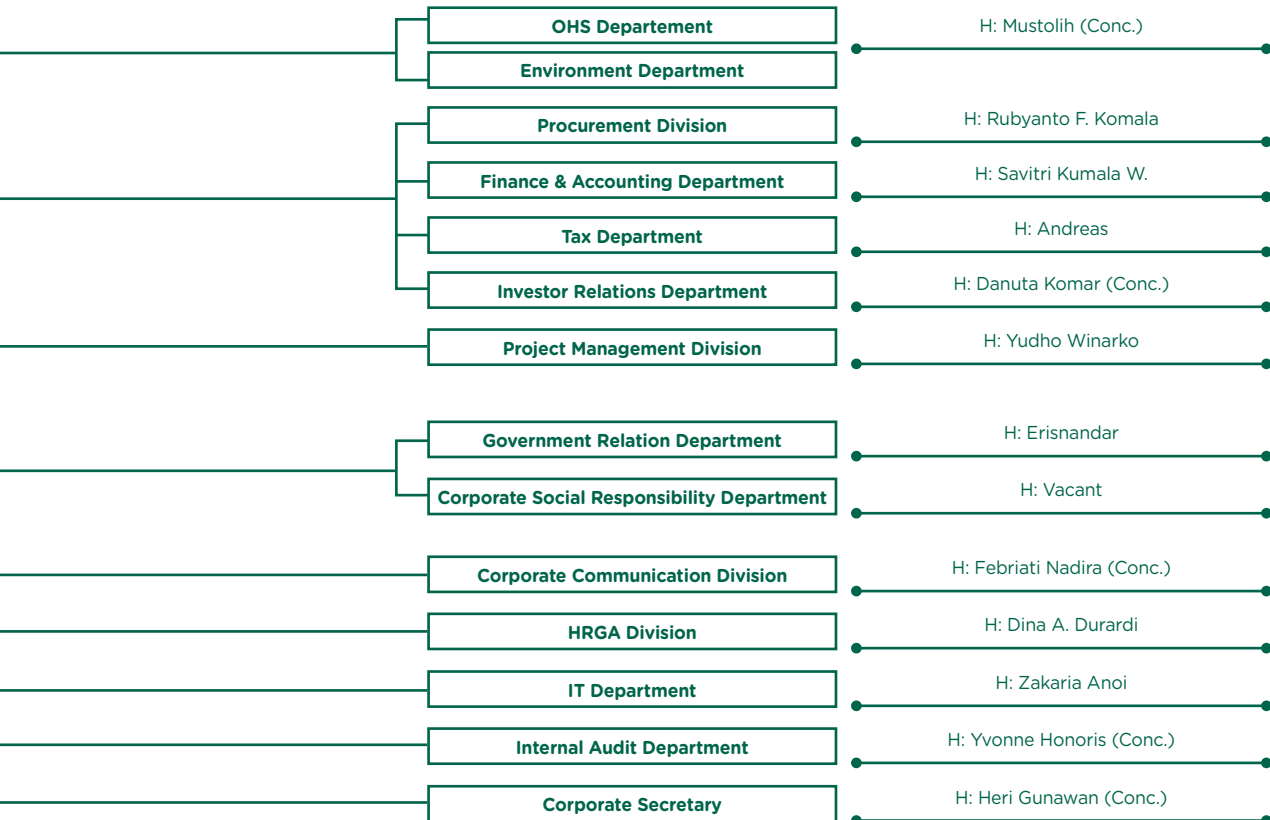 OHS Departement
H: Mustolih (Conc.)
Environment Department
Procurement Division
H: Rubyanto F. Komala
Finance & Accounting Department
H: Savitri Kumala W.
Tax Department
H: Andreas
Investor Relations Department
H: Danuta Komar (Conc.)
Project Management Division
H: Yudho Winarko
Government Relation Department
H: Erisnandar
Corporate Social Responsibility Department
H: Vacant
Corporate Communication Division
H: Febriati Nadira (Conc.)
HRGA Division
H: Dina A. Durardi
IT Department
H: Zakaria Anoi
Internal Audit Department
H: Yvonne Honoris (Conc.)
Corporate Secretary
H: Heri Gunawan (Conc.)